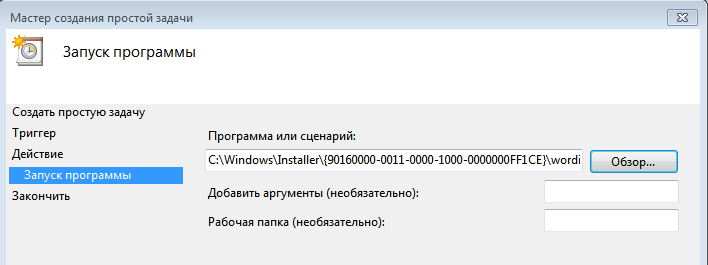 Мастер создания простой задачи
Запуск программы
Создать простую задачу
Триггер
Действие
Запуск программы
Закончить
Программа или сценарий:
C:\Windows\Installer\{90160000-0011-0000-1000-0000000FF1CE}\wordi
Обзор...
Добавить аргументы (необязательно):
Рабочая папка (необязательно):